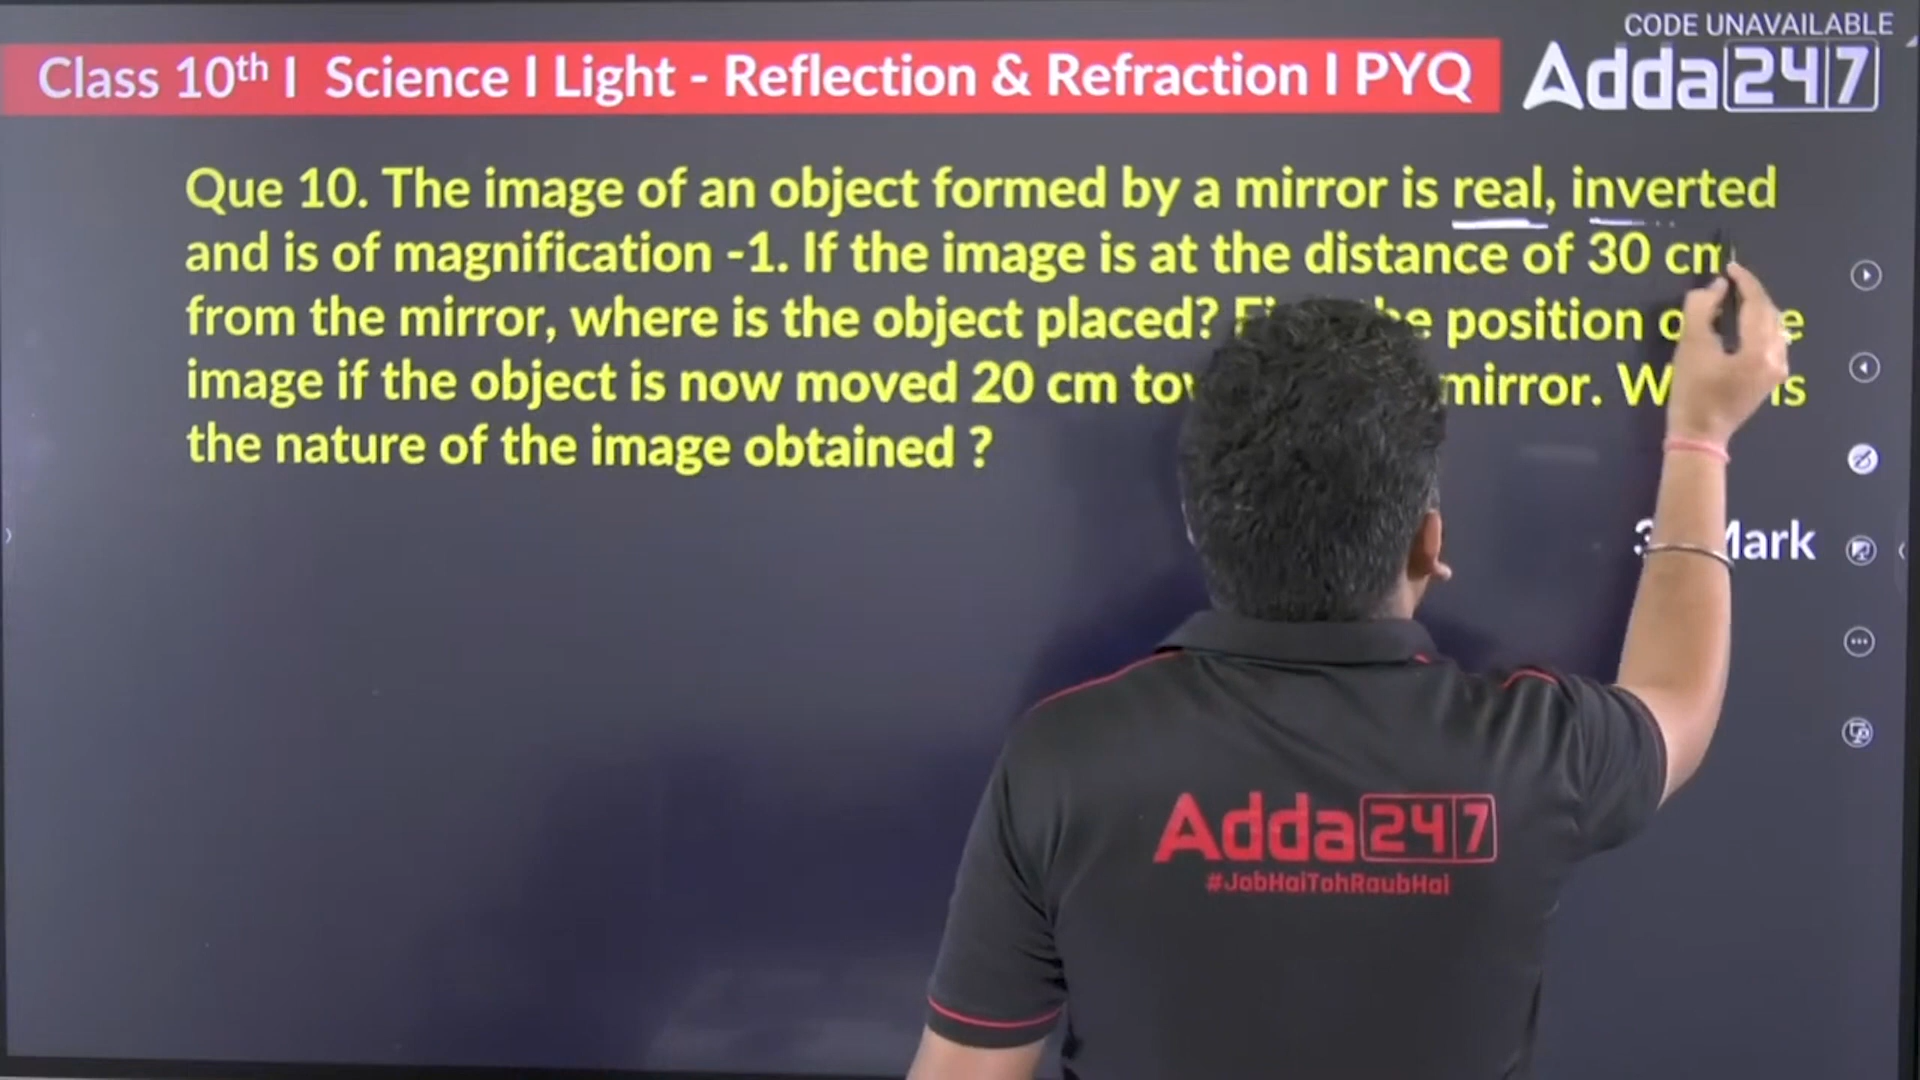 CODE UNAVAILABLE
Class 10th I Science I Light - Reflection & Refraction I PYQ
Adda247
Que 10. The image of an object formed by a mirror is real, inverted
and is of magnification -1. If the image is at the distance of 30 cm
from the mirror, where is the object placed? position
image if the object is now moved 20 cm mirror.
the nature of the image obtained ?
Mark
Adda247
#JobHaiTohRaubHai